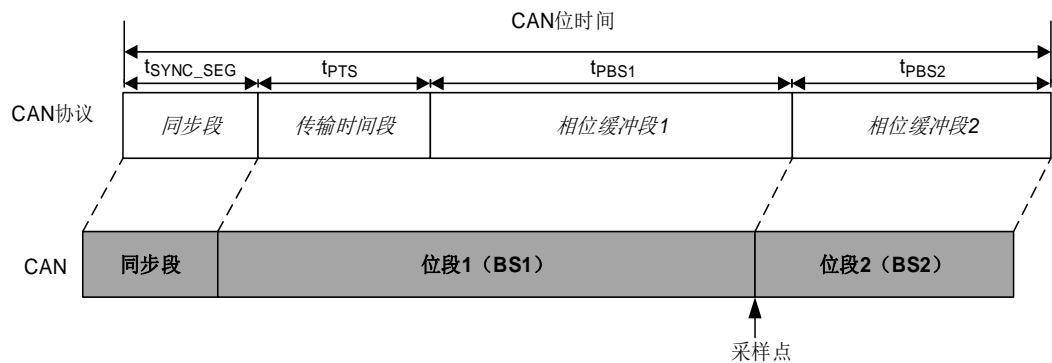 CAN位时间
tSYNC_SEG tPTS tPBS1 tPBS2
CAN协议 同步段 传输时间段 相位缓冲段1 相位缓冲段2
CAN 同步段 位段1（BS1） 位段2（BS2）
采样点